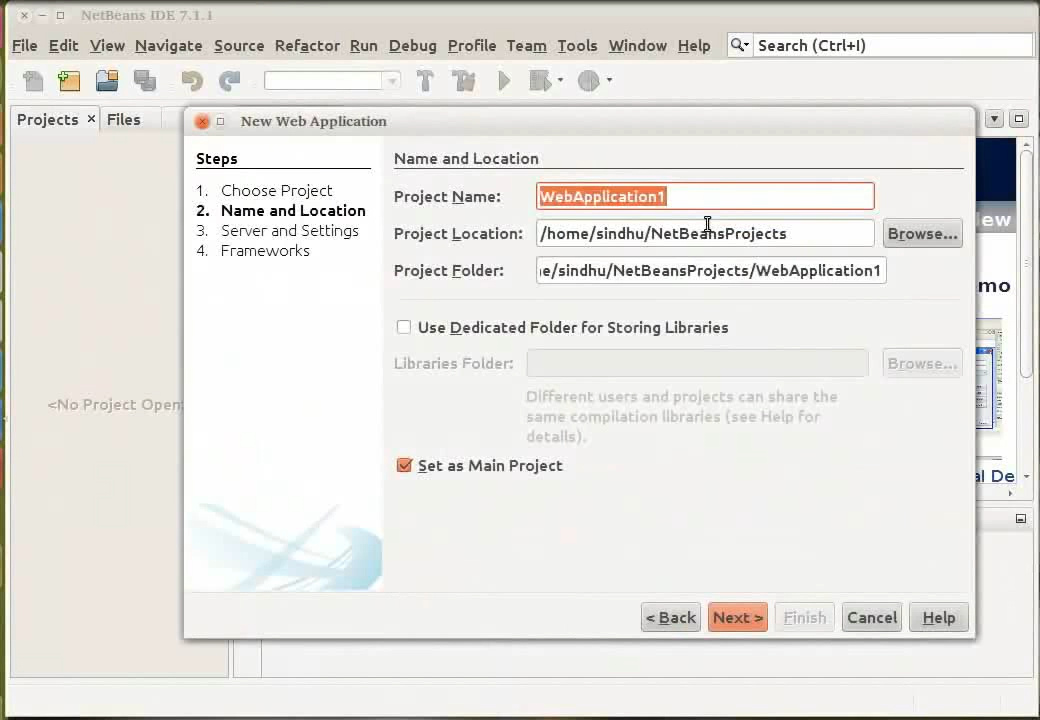 NetBeans IDE 7.1.1
File Edit View Navigate Source Refactor Run Debug Profile Team Tools Window Help Search (Ctrl+I)
Projects Files
New Web Application
Steps
1. Choose Project
2. Name and Location
3. Server and Settings
4. Frameworks
Name and Location
Project Name: WebApplication1
Project Location: /home/sindhu/NetBeansProjects Browse...
Project Folder: e/sindhu/NetBeansProjects/WebApplication1
Use Dedicated Folder for Storing Libraries
Libraries Folder: Browse...
Different users and projects can share the
same compilation libraries (see Help for
details).
Set as Main Project
< Back Next > Finish Cancel Help
<No Project Open
ew
mo
al De